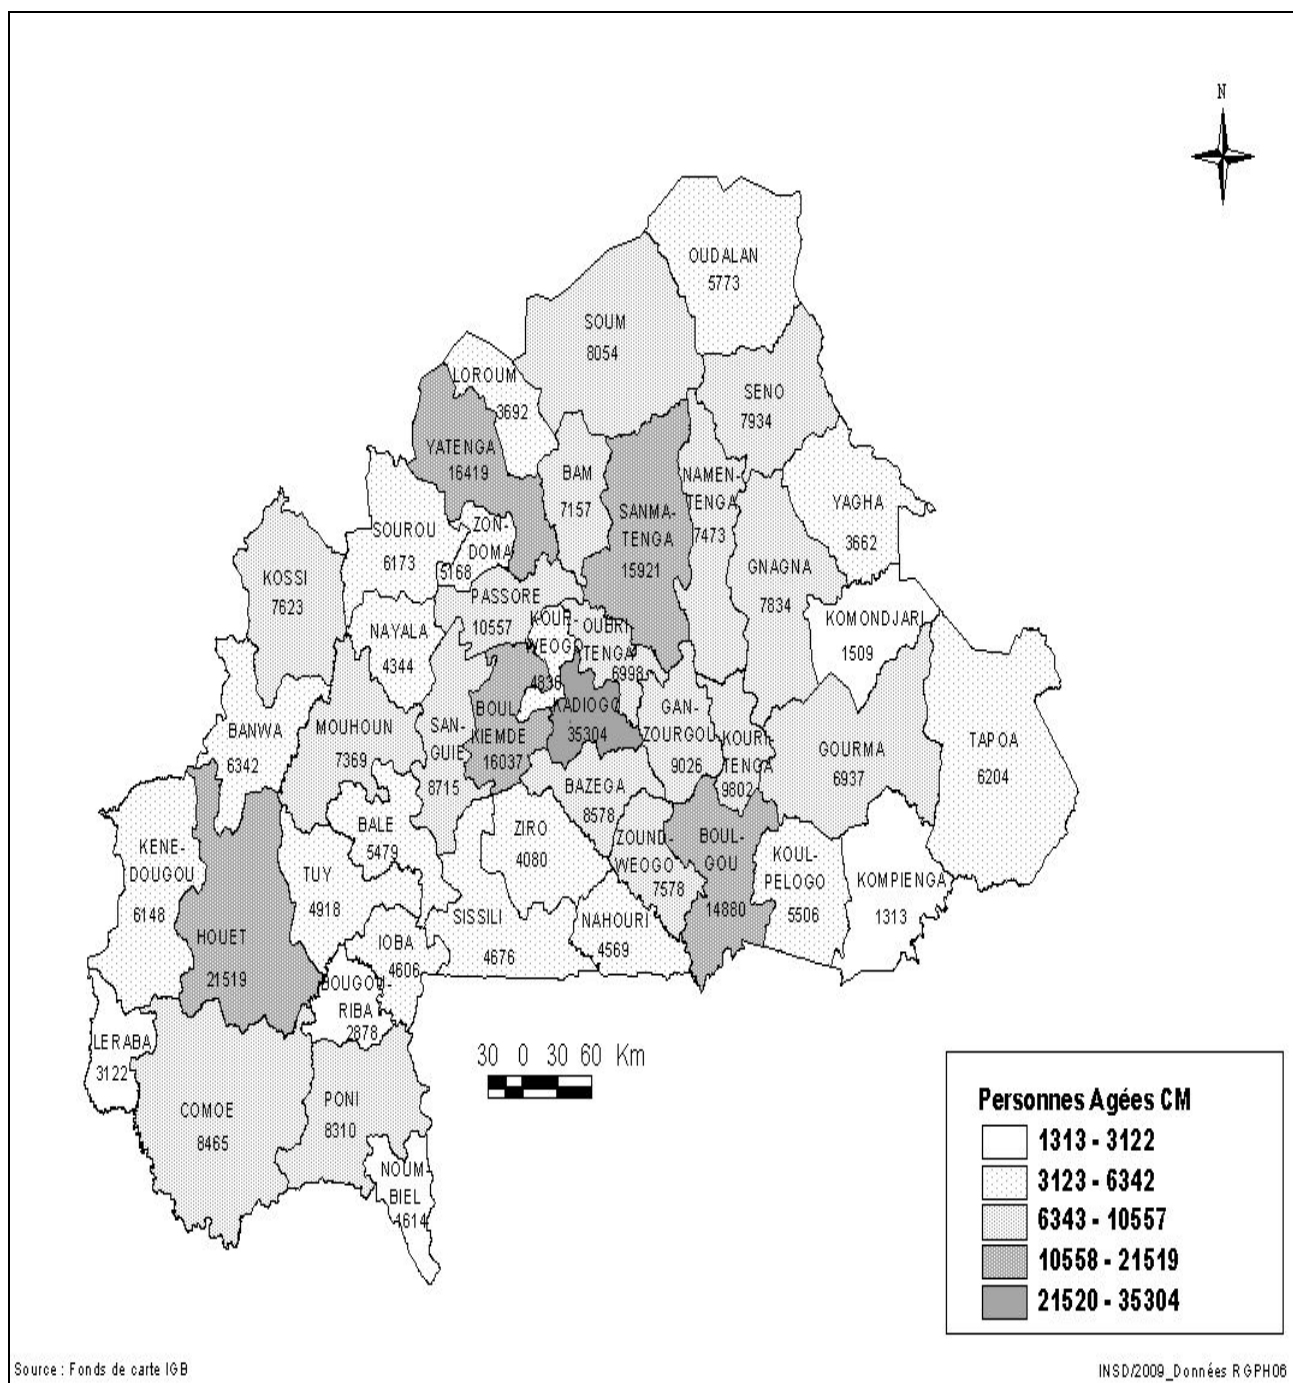 N
OUDALAN
5773
SOUM
8054
LOROUM
3692
SENO
7934
YATENGA
16419
BAM
7157
SANMA-
TENGA
15921
NAMEN-
TENGA
7473
YAGHA
3662
SOUROU
6173
ZON-
DOMA
5168
KOSSI
7623
GNAGNA
7834
PASSORE
10557
KOUR-
WEOGO
4836
OUBRI
TENGA
6998
KOMONDJARI
1509
NAYALA
4344
BANWA
6342
MOUHOUN
7369
SAN-
GUIE
8715
BOUL
KIEMDE
16037
KADIOGO
35304
GAN-
ZOURGOU
9026
KOURI-
TENGA
9802
GOURMA
6937
TAPOA
6204
BAZEGA
8578
KENE-
DOUGOU
6148
BALE
5479
ZIRO
4080
ZOUND-
WEOGO
7578
BOUL-
GOU
14880
KOUL-
PELOGO
5506
KOMPIENGA
1313
TUY
4918
HOUET
21519
IOBA
4606
SISSILI
4676
NAHOURI
4569
BOUGOU-
RIBA
2878
LERABA
3122
COMOE
8465
PONI
8310
NOUM-
BIEL
1614
30 0 30 60 Km
Personnes Agées CM
1313 - 3122
3123 - 6342
6343 - 10557
10558 - 21519
21520 - 35304
Source : Fonds de carte IGB
INSD/2009_Données RGPH06